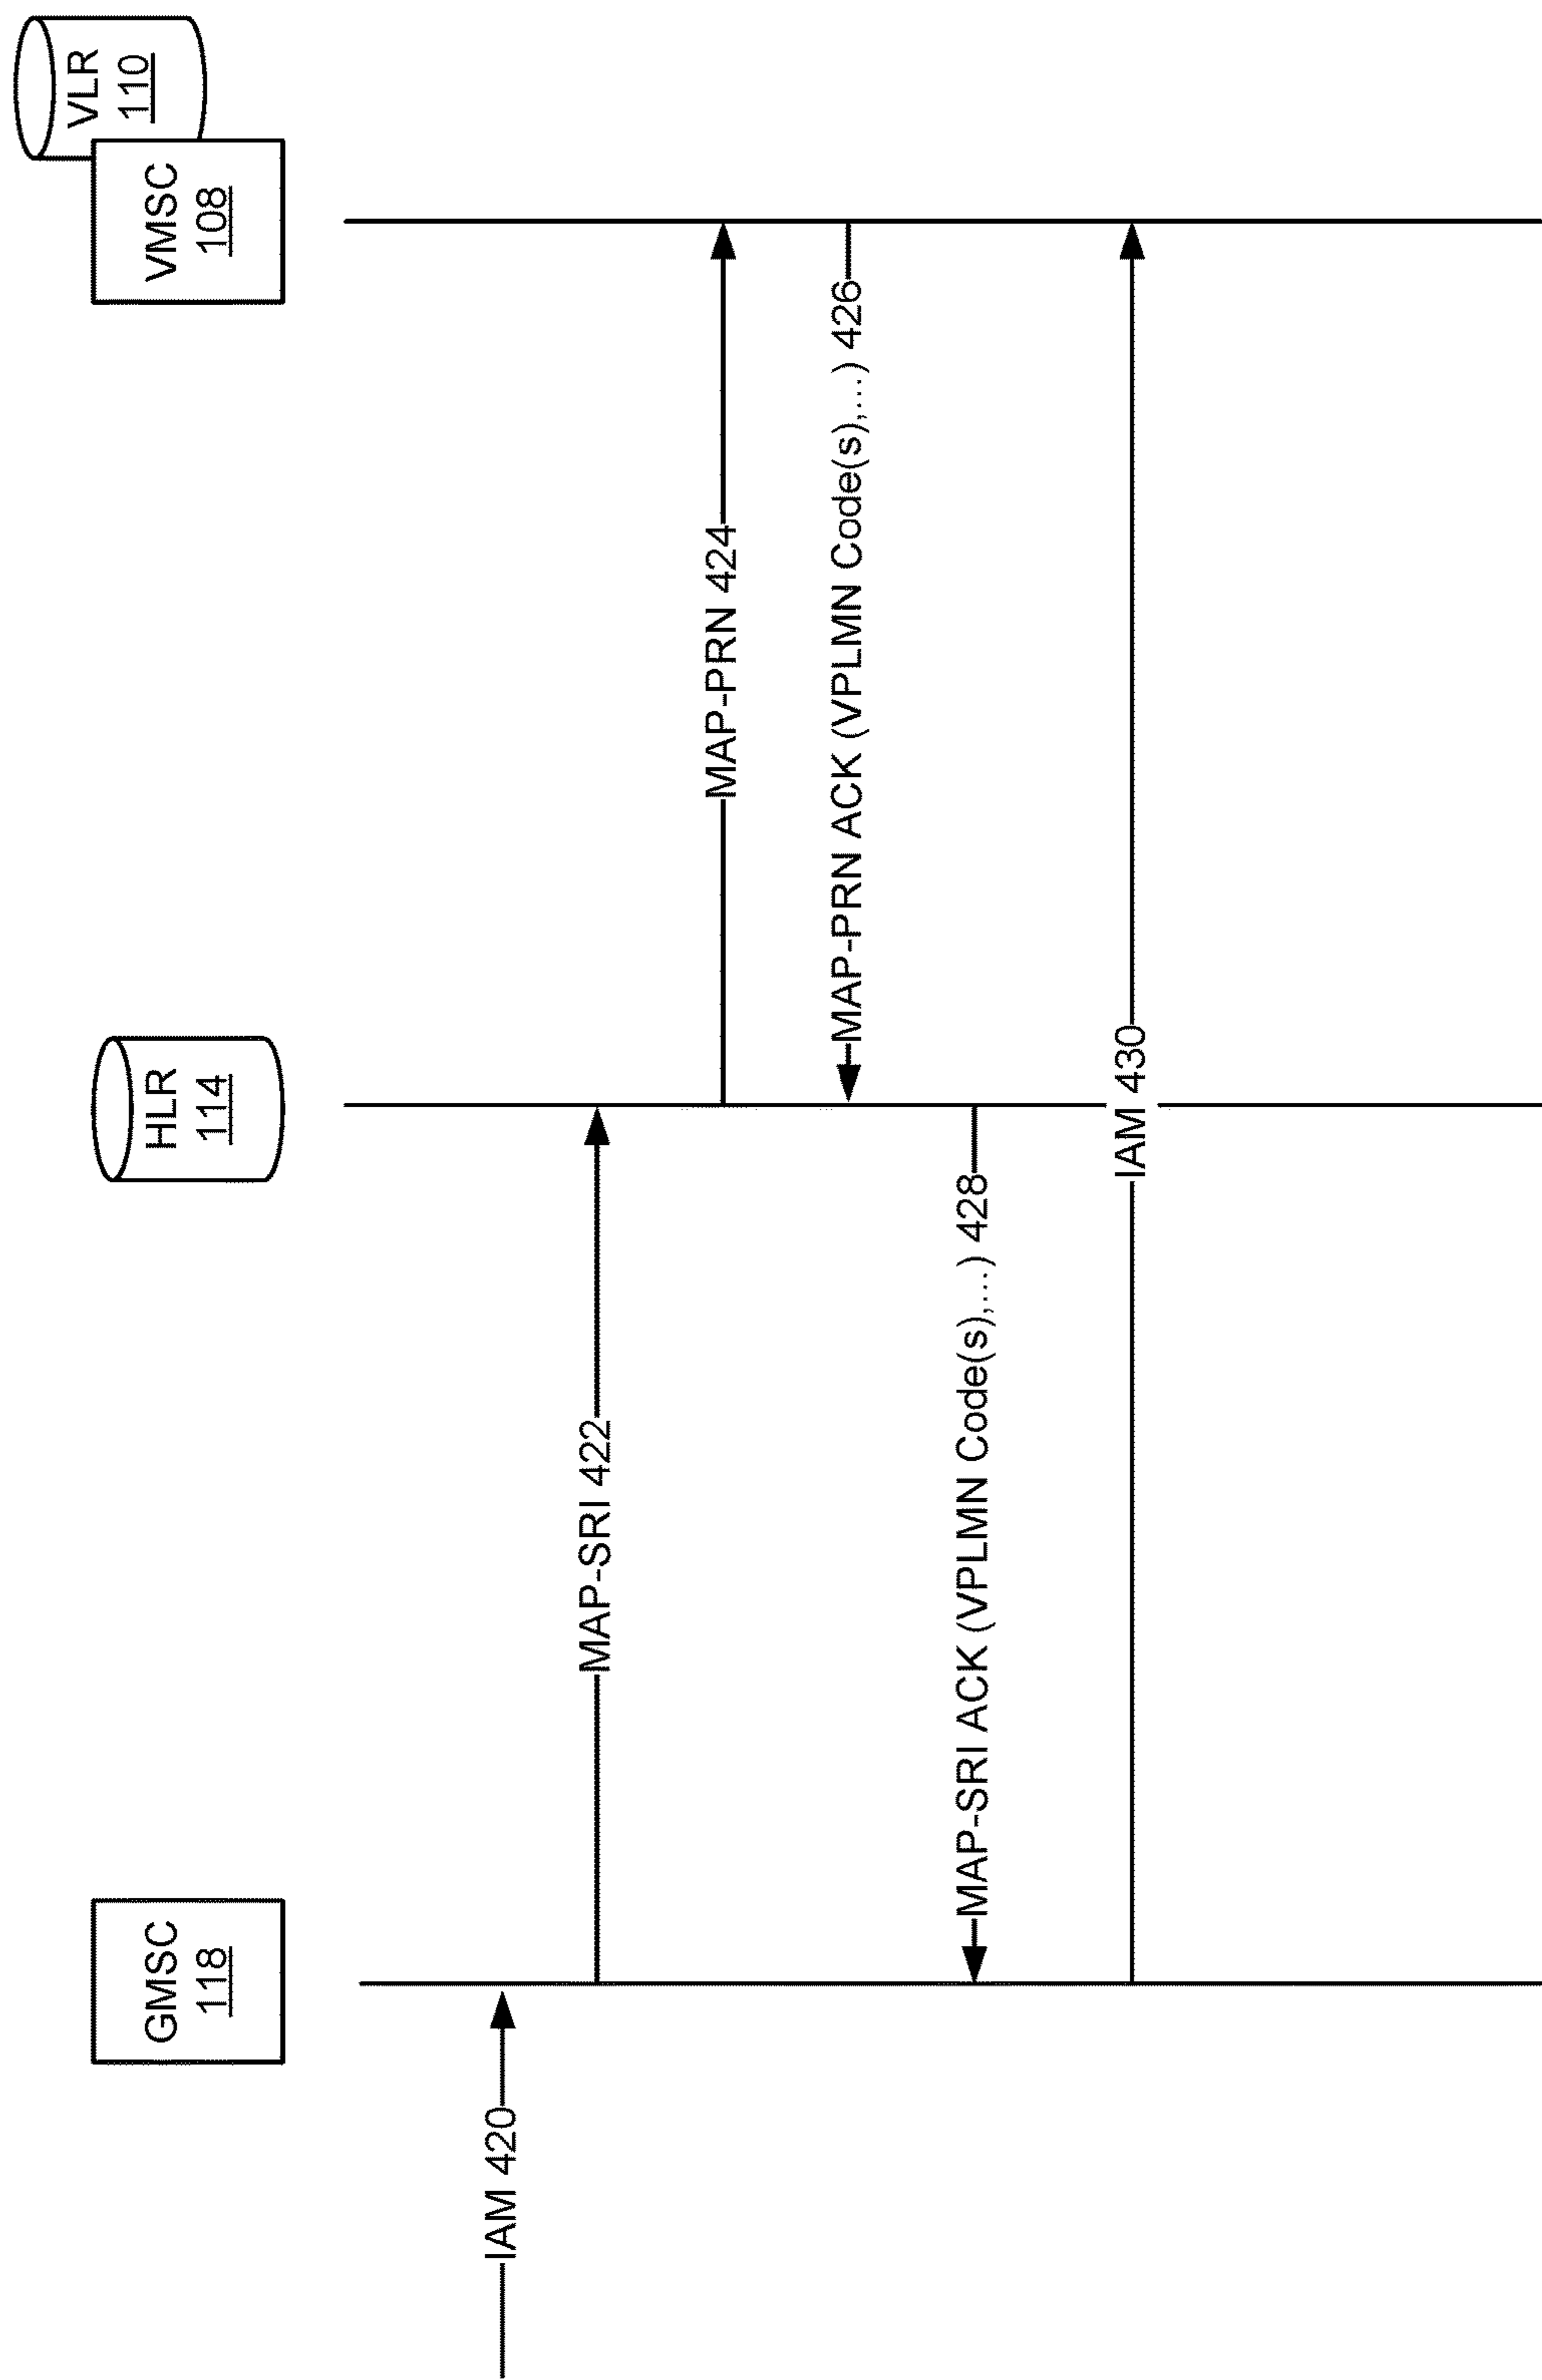 GMSC
118
HLR
114
VMSC
108
VLR
110
IAM 420
MAP-SRI 422
MAP-PRN 424
MAP-PRN ACK (VPLMN Code(s),...) 426
MAP-SRI ACK (VPLMN Code(s),...) 428
IAM 430